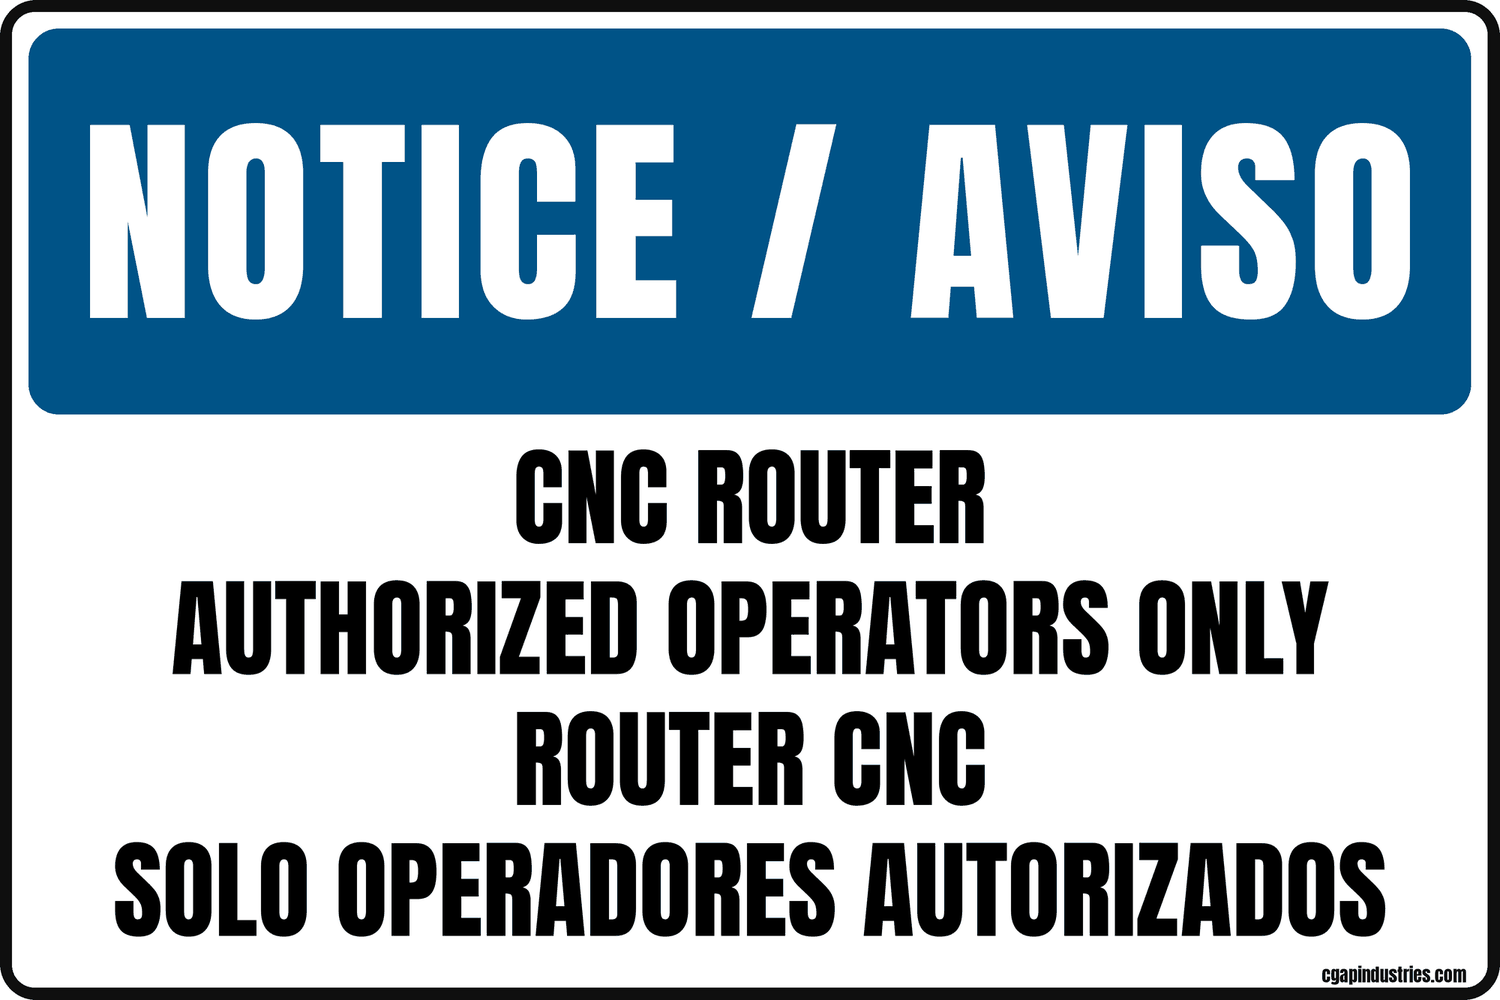 NOTICE / AVISO
CNC ROUTER
AUTHORIZED OPERATORS ONLY
ROUTER CNC
SOLO OPERADORES AUTORIZADOS
cgapindustries.com